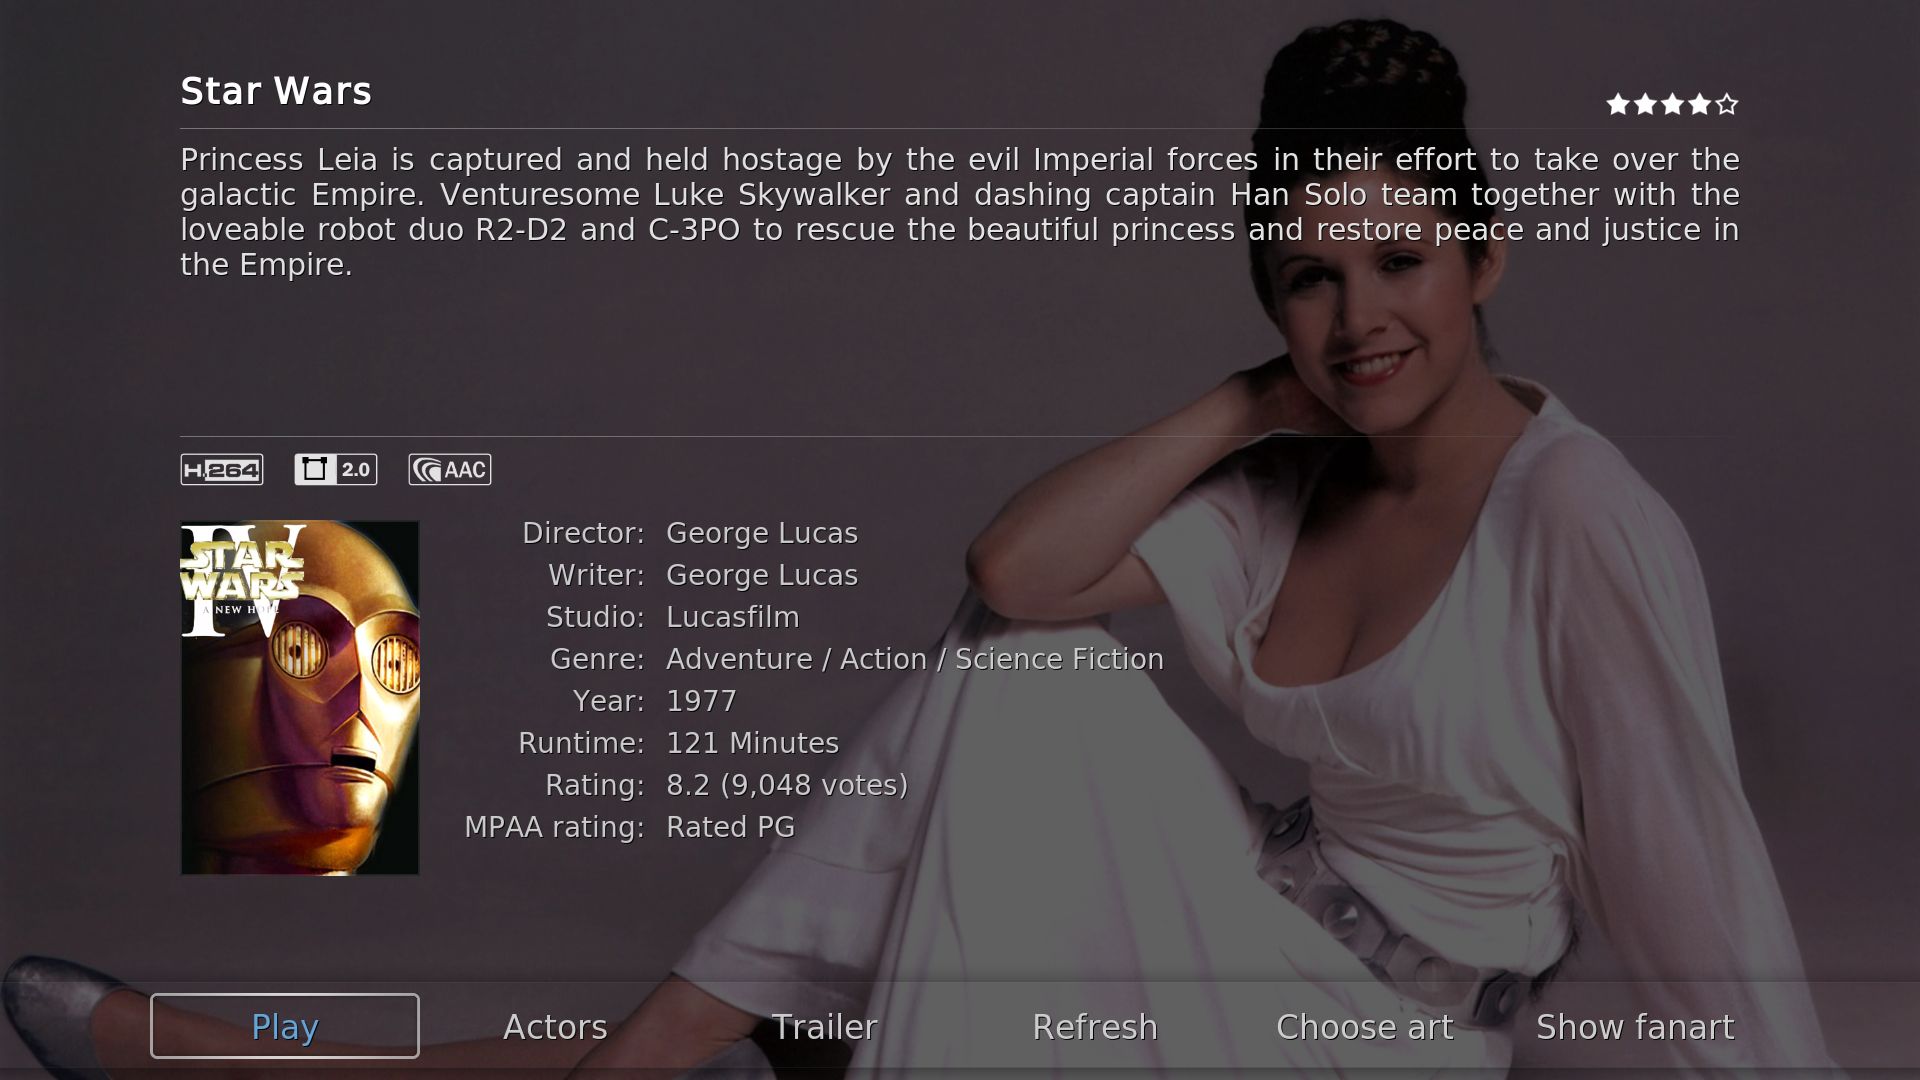 Star Wars
Princess Leia is captured and held hostage by the evil Imperial forces in their effort to take over the
galactic Empire. Venturesome Luke Skywalker and dashing captain Han Solo team together with the
loveable robot duo R2-D2 and C-3PO to rescue the beautiful princess and restore peace and justice in
the Empire.
H.264 2.0 AAC
IV
STAR
WARS
A NEW HOPE
Director: George Lucas
Writer: George Lucas
Studio: Lucasfilm
Genre: Adventure / Action / Science Fiction
Year: 1977
Runtime: 121 Minutes
Rating: 8.2 (9,048 votes)
MPAA rating: Rated PG
Play Actors Trailer Refresh Choose art Show fanart